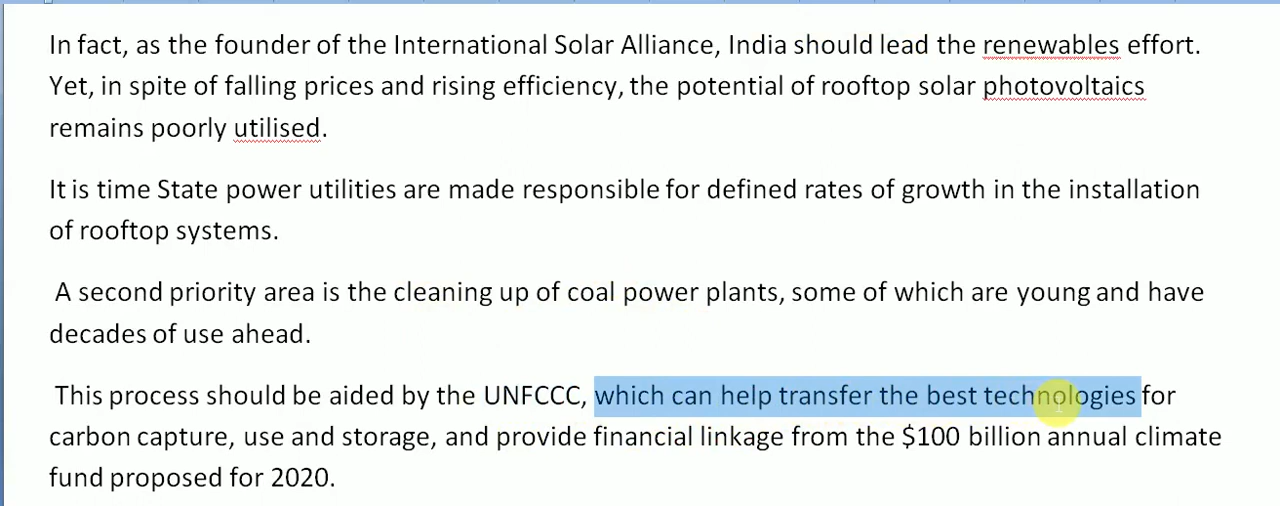 In fact, as the founder of the International Solar Alliance, India should lead the renewables effort.
Yet, in spite of falling prices and rising efficiency, the potential of rooftop solar photovoltaics
remains poorly utilised.
It is time State power utilities are made responsible for defined rates of growth in the installation
of rooftop systems.
A second priority area is the cleaning up of coal power plants, some of which are young and have
decades of use ahead.
This process should be aided by the UNFCCC, which can help transfer the best technologies for
carbon capture, use and storage, and provide financial linkage from the $100 billion annual climate
fund proposed for 2020.